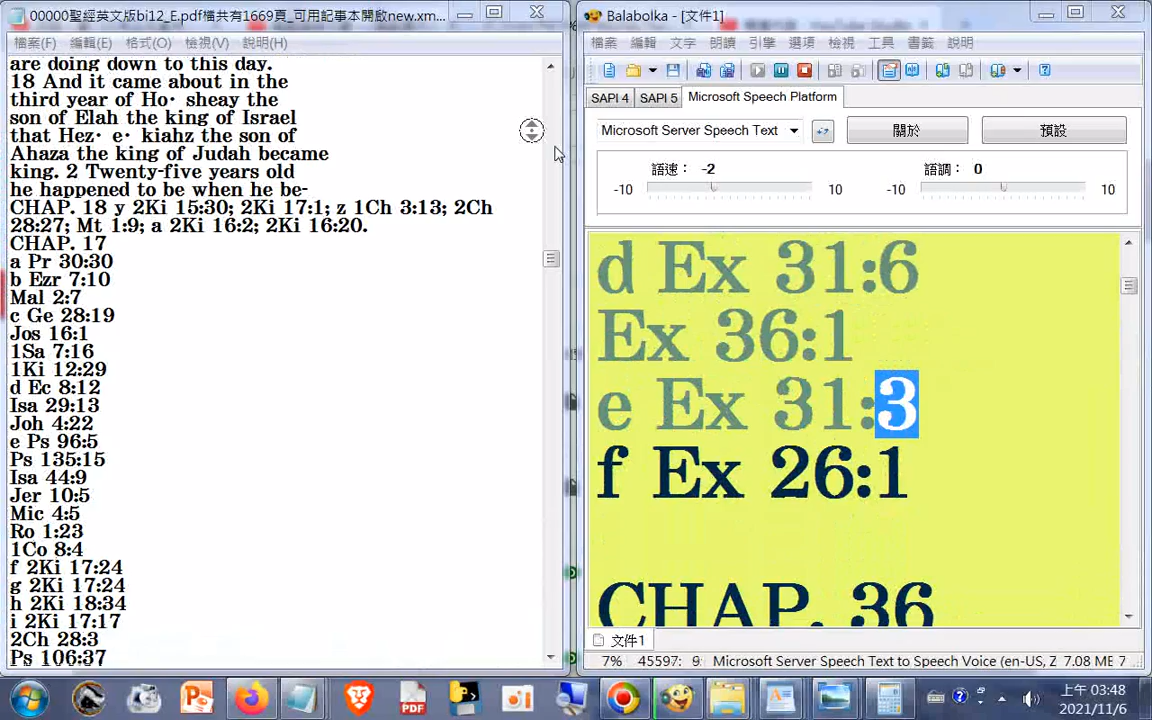 00000聖經英文版bi12_E.pdf檔共有1669頁_可用記事本開啟new.xm...
檔案(F) 編輯(E) 格式(O) 檢視(V) 說明(H)
are doing down to this day.
18 And it came about in the
third year of Ho· sheay the
son of Elah the king of Israel
that Hez· e· kiahz the son of
Ahaza the king of Judah became
king. 2 Twenty-five years old
he happened to be when he be-
CHAP. 18 y 2Ki 15:30; 2Ki 17:1; z 1Ch 3:13; 2Ch
28:27; Mt 1:9; a 2Ki 16:2; 2Ki 16:20.
CHAP. 17
a Pr 30:30
b Ezr 7:10
Mal 2:7
c Ge 28:19
Jos 16:1
1Sa 7:16
1Ki 12:29
d Ec 8:12
Isa 29:13
Joh 4:22
e Ps 96:5
Ps 135:15
Isa 44:9
Jer 10:5
Mic 4:5
Ro 1:23
1Co 8:4
f 2Ki 17:24
g 2Ki 17:24
h 2Ki 18:34
i 2Ki 17:17
2Ch 28:3
Ps 106:37
Balabolka - [文件1]
檔案 編輯 文字 朗讀 引擎 選項 檢視 工具 書籤 說明
SAPI 4 SAPI 5 Microsoft Speech Platform
Microsoft Server Speech Text 關於 預設
語速: -2 語調: 0
-10 10 -10 10
d Ex 31:6
Ex 36:1
e Ex 31:3
f Ex 26:1
CHAP. 36
文件1
7% 45597: 9: Microsoft Server Speech Text to Speech Voice (en-US, Z 7.08 ME 7
上午 03:48
2021/11/6